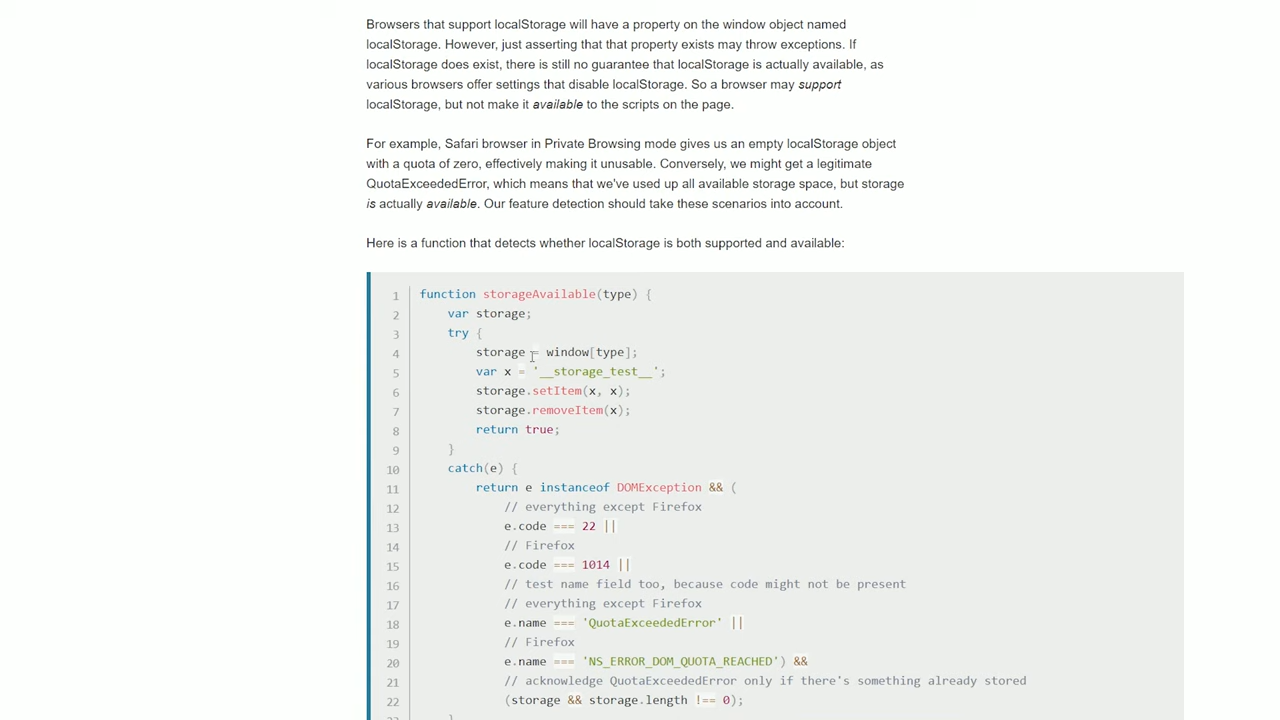 Browsers that support localStorage will have a property on the window object named
localStorage. However, just asserting that that property exists may throw exceptions. If
localStorage does exist, there is still no guarantee that localStorage is actually available, as
various browsers offer settings that disable localStorage. So a browser may support
localStorage, but not make it available to the scripts on the page.
For example, Safari browser in Private Browsing mode gives us an empty localStorage object
with a quota of zero, effectively making it unusable. Conversely, we might get a legitimate
QuotaExceededError, which means that we've used up all available storage space, but storage
is actually available. Our feature detection should take these scenarios into account.
Here is a function that detects whether localStorage is both supported and available:
1 function storageAvailable(type) {
2 var storage;
3 try {
4 storage = window[type];
5 var x = '__storage_test__';
6 storage.setItem(x, x);
7 storage.removeItem(x);
8 return true;
9 }
10 catch(e) {
11 return e instanceof DOMException && (
12 // everything except Firefox
13 e.code === 22 ||
14 // Firefox
15 e.code === 1014 ||
16 // test name field too, because code might not be present
17 // everything except Firefox
18 e.name === 'QuotaExceededError' ||
19 // Firefox
20 e.name === 'NS_ERROR_DOM_QUOTA_REACHED') &&
21 // acknowledge QuotaExceededError only if there's something already stored
22 (storage && storage.length !== 0);